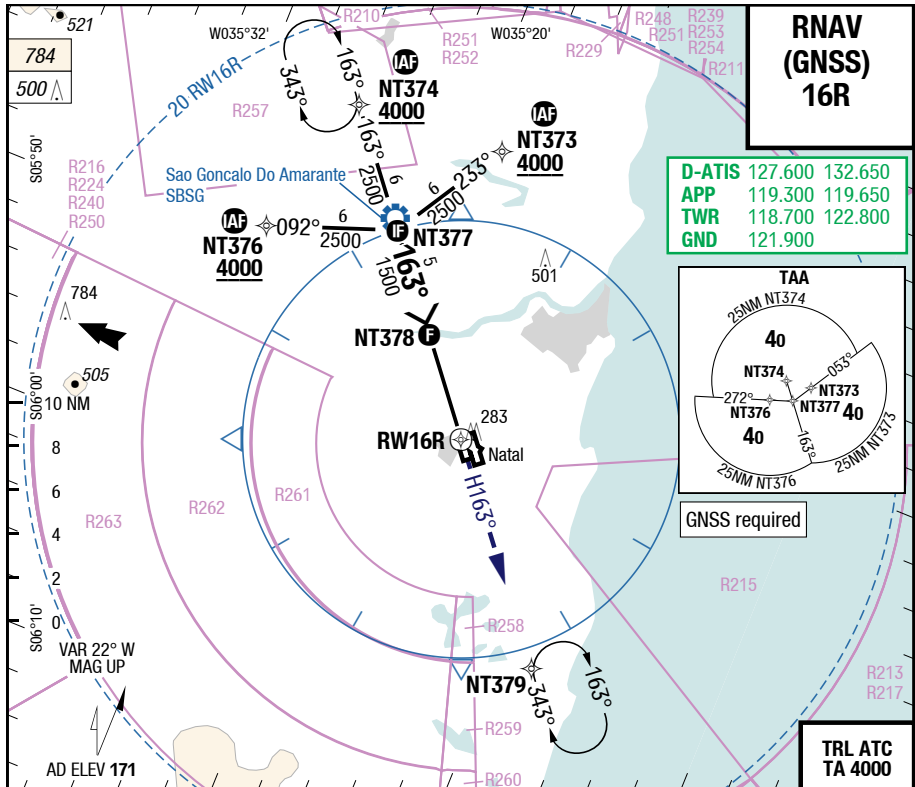 521
784
500
W035°32'
R210
R251
R252
W035°20'
R229
R248
R251
R239
R253
R254
R211
RNAV
(GNSS)
16R
20 RW16R
R257
343°
163°
IAF
NT374
4000
163°
6
2500
IAF
NT373
4000
233°
6
2500
S05°50'
R216
R224
R240
R250
Sao Goncalo Do Amarante
SBSG
D-ATIS 127.600 132.650
APP 119.300 119.650
TWR 118.700 122.800
GND 121.900
IAF
NT376
4000
092°
6
2500
IF
NT377
163°
5
1500
501
784
NT378
F
TAA
25NM NT374
40
NT374
053°
272°
NT373
NT376
NT377
40
40
163°
25NM NT376
25NM NT373
505
S06°00'
10 NM
8
6
4
2
0
RW16R
283
Natal
H163°
GNSS required
R263
R262
R261
R215
S06°10'
R258
VAR 22° W
MAG UP
NT379
343°
163°
R213
R217
R259
R260
AD ELEV 171
TRL ATC
TA 4000